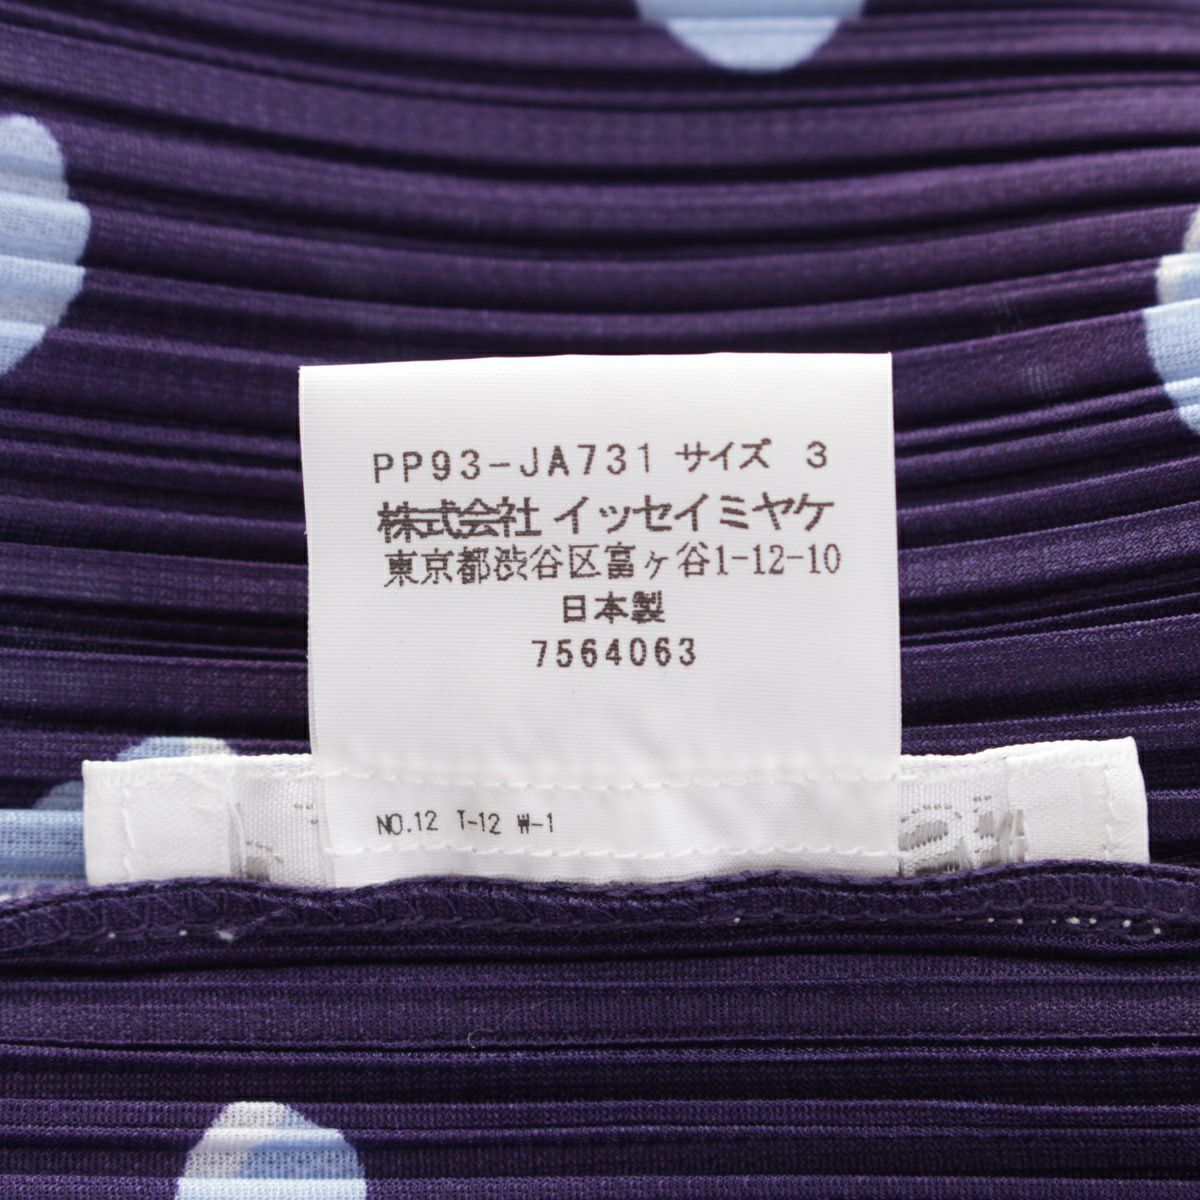 PP93-JA731 サイズ 3
株式会社 イッセイミヤケ
東京都渋谷区富ヶ谷1-12-10
日本製
7564063
NO.12 T-12 W-1